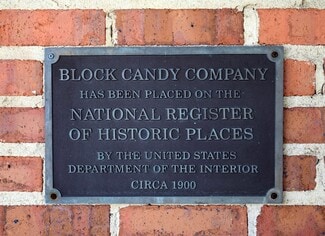 BLOCK CANDY COMPANY
HAS BEEN PLACED ON THE
NATIONAL REGISTER
OF HISTORIC PLACES
BY THE UNITED STATES
DEPARTMENT OF THE INTERIOR
CIRCA 1900